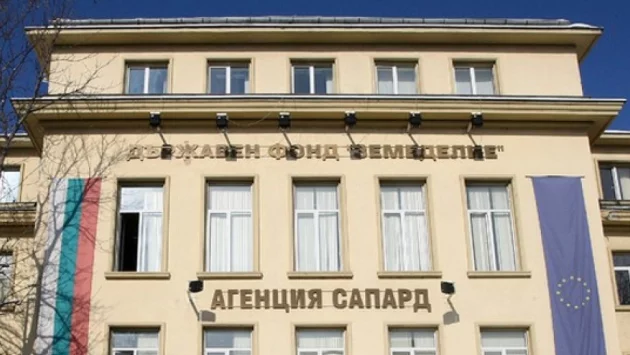 ДЪРЖАВЕН ФОНД "ЗЕМЕДЕЛИЕ"
АГЕНЦИЯ САПАРД